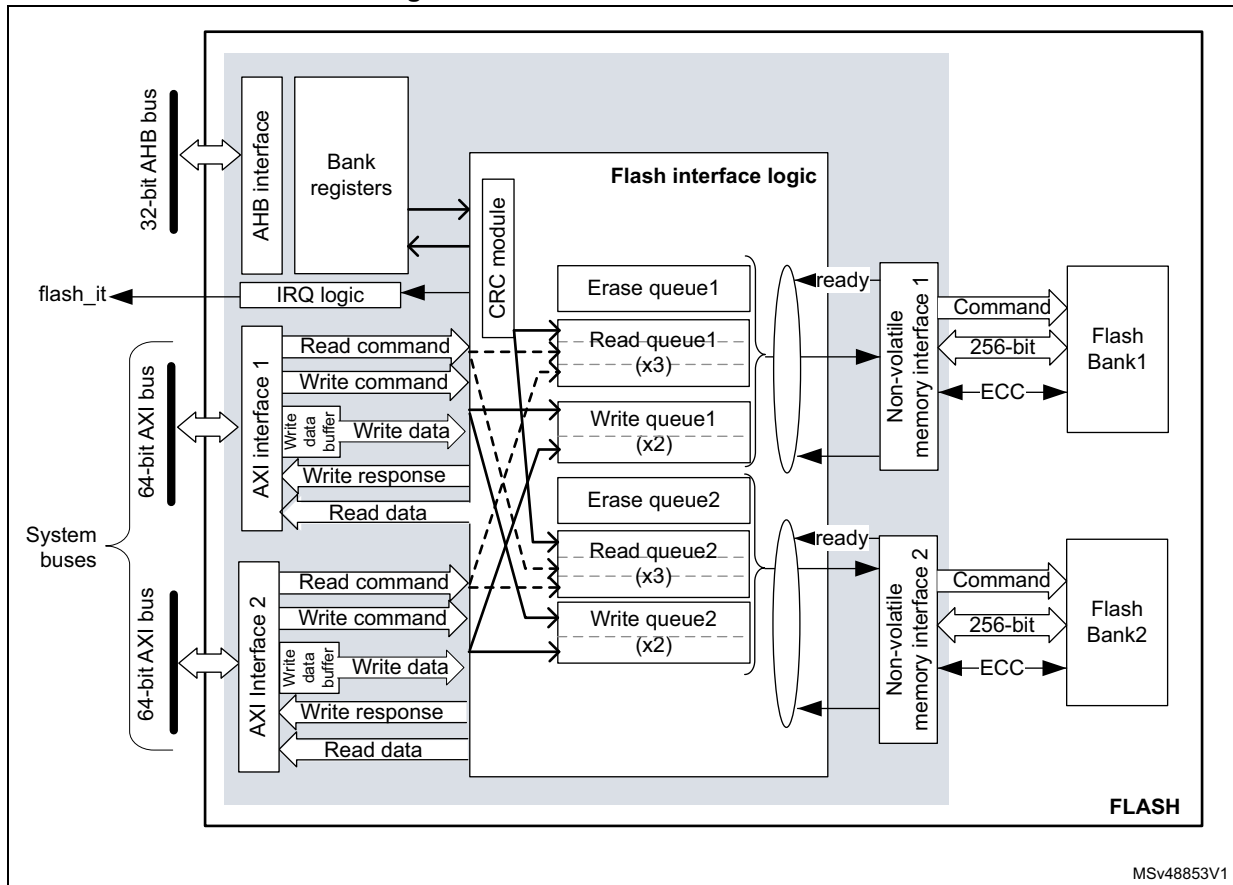 32-bit AHB bus
AHB interface
Bank
registers
flash_it
IRQ logic
Flash interface logic
CRC module
64-bit AXI bus
AXI interface 1
Read command
Write command
Write
data
buffer
Write data
Write response
Read data
System
buses
64-bit AXI bus
AXI Interface 2
Read command
Write command
Write
data
buffer
Write data
Write response
Read data
Erase queue1
Read queue1
(x3)
Write queue1
(x2)
Erase queue2
Read queue2
(x3)
Write queue2
(x2)
ready
Non-volatile
memory interface 1
Command
256-bit
ECC
Flash
Bank1
ready
Non-volatile
memory interface 2
Command
256-bit
ECC
Flash
Bank2
FLASH
MSv48853V1